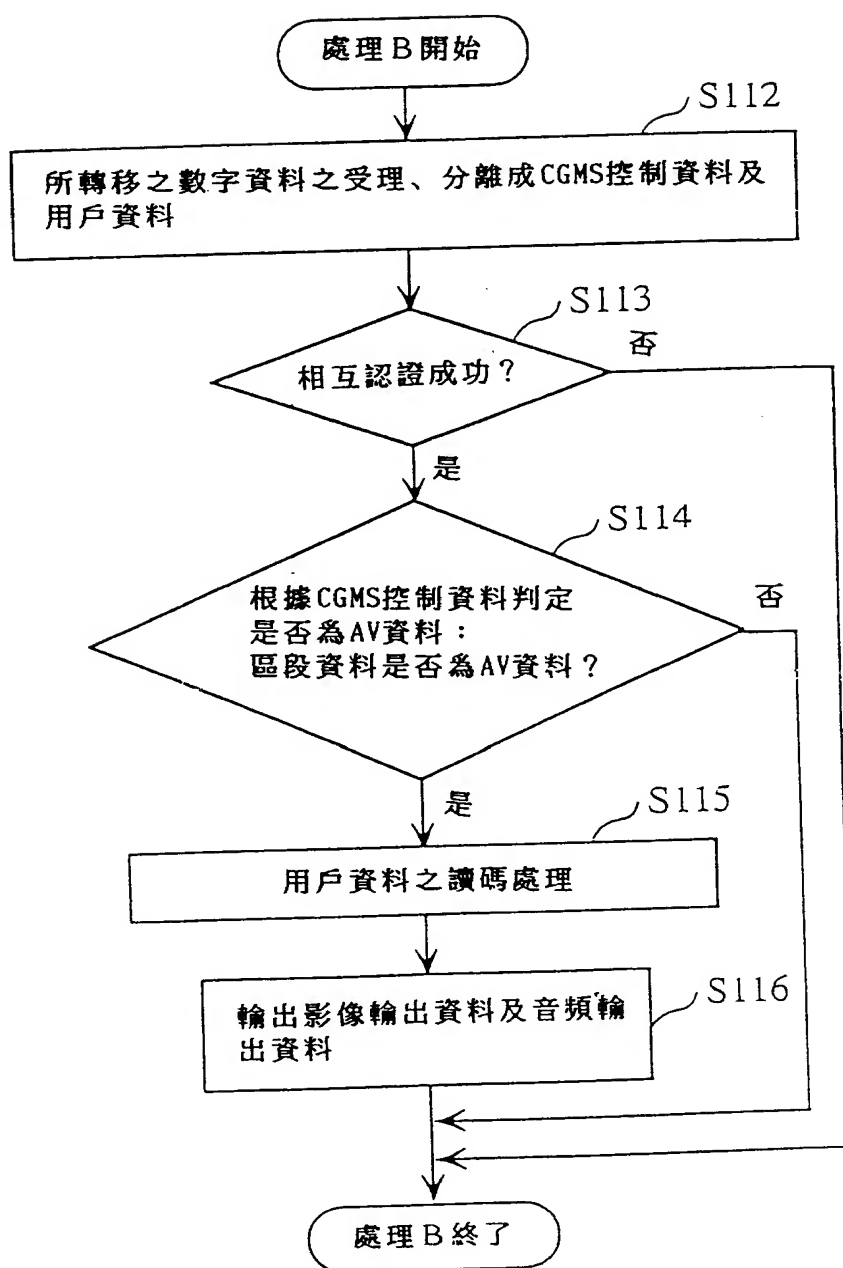 處理B開始
S112
所轉移之數字資料之受理、分離成CGMS控制資料及
用戶資料
S113
否
相互認證成功？
是
S114
否
根據CGMS控制資料判定
是否為AV資料：
區段資料是否為AV資料？
是
S115
用戶資料之讀碼處理
S116
輸出影像輸出資料及音頻輸
出資料
處理B終了